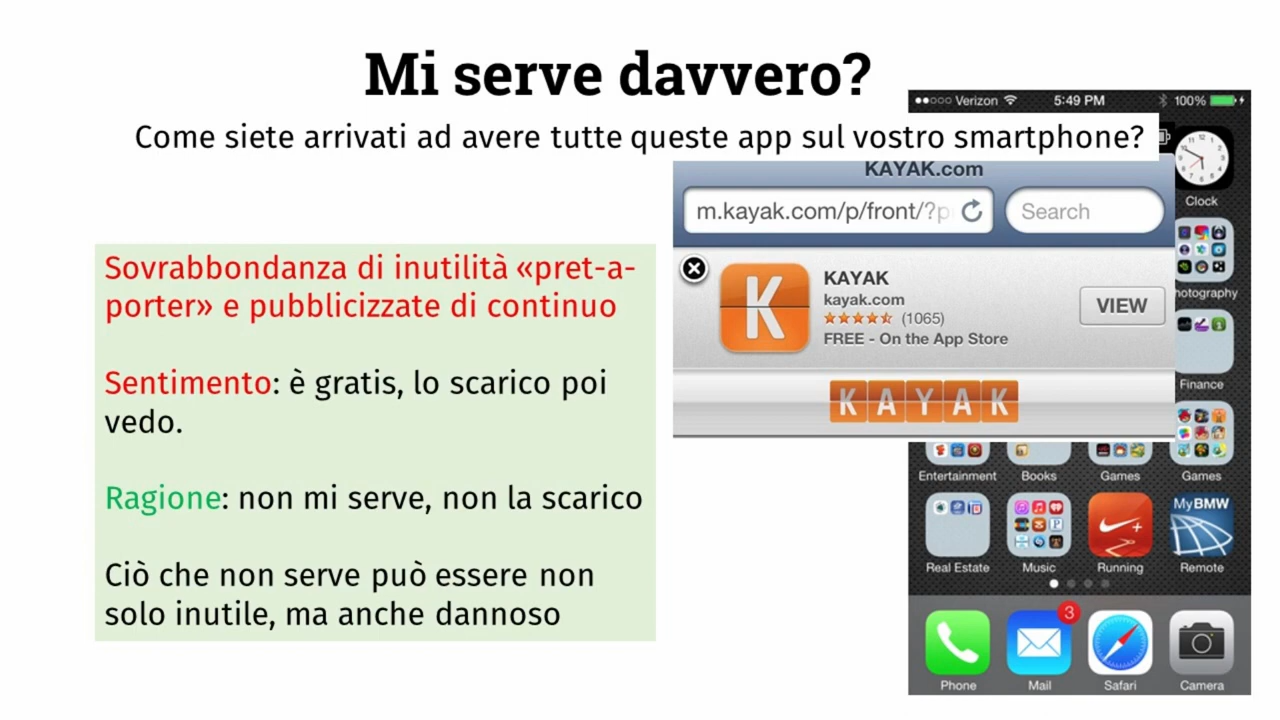 Mi serve davvero?
Come siete arrivati ad avere tutte queste app sul vostro smartphone?
Sovrabbondanza di inutilità «pret-a-
porter» e pubblicizzate di continuo
Sentimento: è gratis, lo scarico poi
vedo.
Ragione: non mi serve, non la scarico
Ciò che non serve può essere non
solo inutile, ma anche dannoso
Verizon 5:49 PM 100%
KAYAK.com
m.kayak.com/p/front/?p
Search
KAYAK
kayak.com
(1065)
FREE - On the App Store
VIEW
K
KAYAK
Clock
hotography
Finance
Entertainment Books Games Games
MyBMW
Real Estate Music Running Remote
3
Phone Mail Safari Camera